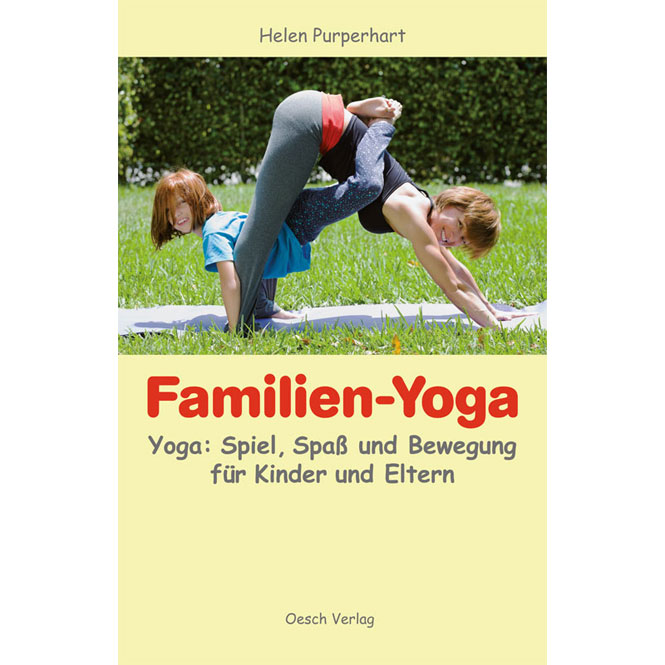 Helen Purperhart
Familien-Yoga
Yoga: Spiel, Spaß und Bewegung
für Kinder und Eltern
Oesch Verlag